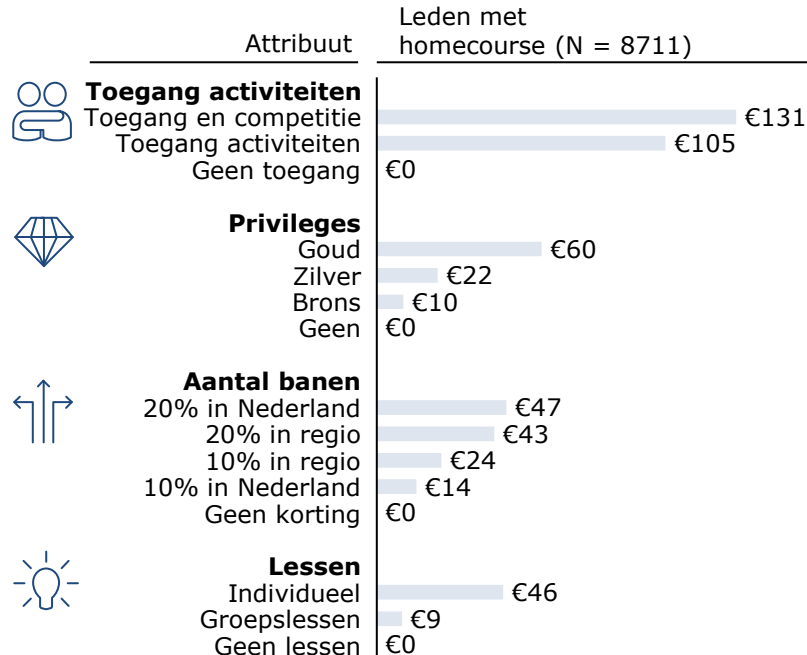 Attribuut
Leden met
homecourse (N = 8711)
Toegang activiteiten
Toegang en competitie €131
Toegang activiteiten €105
Geen toegang €0
Privileges
Goud €60
Zilver €22
Brons €10
Geen €0
Aantal banen
20% in Nederland €47
20% in regio €43
10% in regio €24
10% in Nederland €14
Geen korting €0
Lessen
Individueel €46
Groepslessen €9
Geen lessen €0